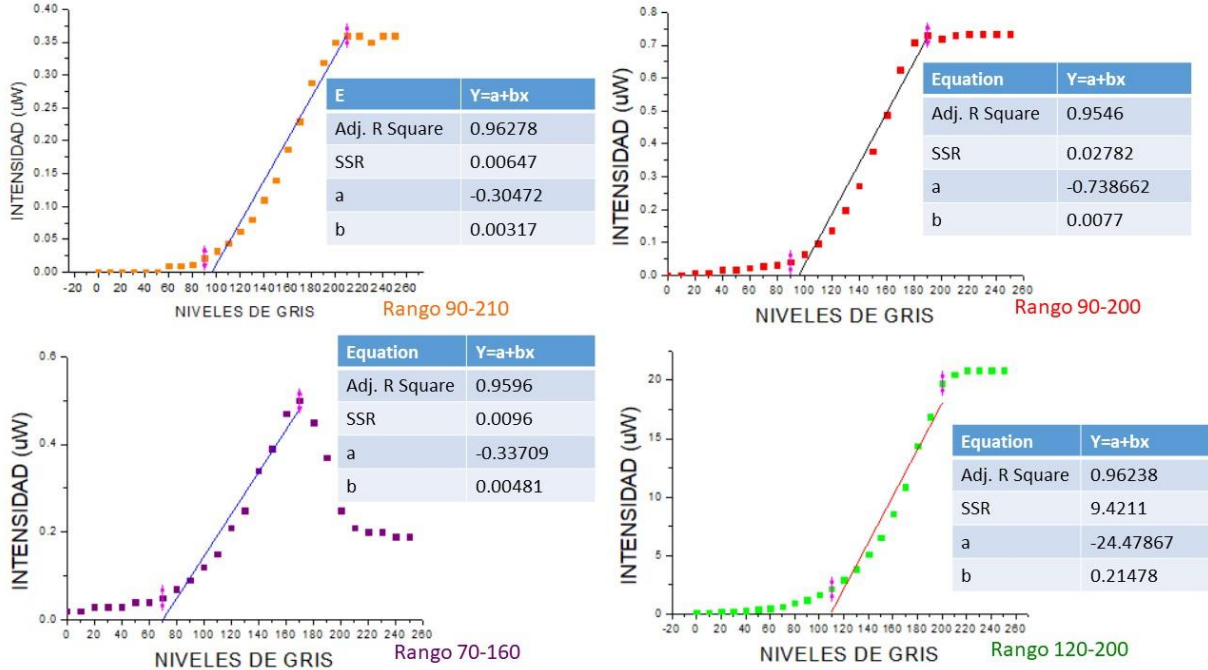 0.40
0.35
0.30
0.25
0.20
0.15
0.10
0.05
0.00
INTENSIDAD (uW)
-20 0 20 40 60 80 100 120 140 160 180 200 220 240 260
NIVELES DE GRIS
Rango 90-210
E Y=a+bx
Adj. R Square 0.96278
SSR 0.00647
a -0.30472
b 0.00317
0.8
0.7
0.6
0.5
0.4
0.3
0.2
0.1
0.0
INTENSIDAD (uW)
0 20 40 60 80 100 120 140 160 180 200 220 240 260
NIVELES DE GRIS
Rango 90-200
Equation Y=a+bx
Adj. R Square 0.9546
SSR 0.02782
a -0.738662
b 0.0077
0.6
0.4
0.2
0.0
INTENSIDAD (uW)
0 20 40 60 80 100 120 140 160 180 200 220 240 260
NIVELES DE GRIS
Rango 70-160
Equation Y=a+bx
Adj. R Square 0.9596
SSR 0.0096
a -0.33709
b 0.00481
20
15
10
5
0
INTENSIDAD (uW)
-20 0 20 40 60 80 100 120 140 160 180 200 220 240 260
NIVELES DE GRIS
Rango 120-200
Equation Y=a+bx
Adj. R Square 0.96238
SSR 9.4211
a -24.47867
b 0.21478